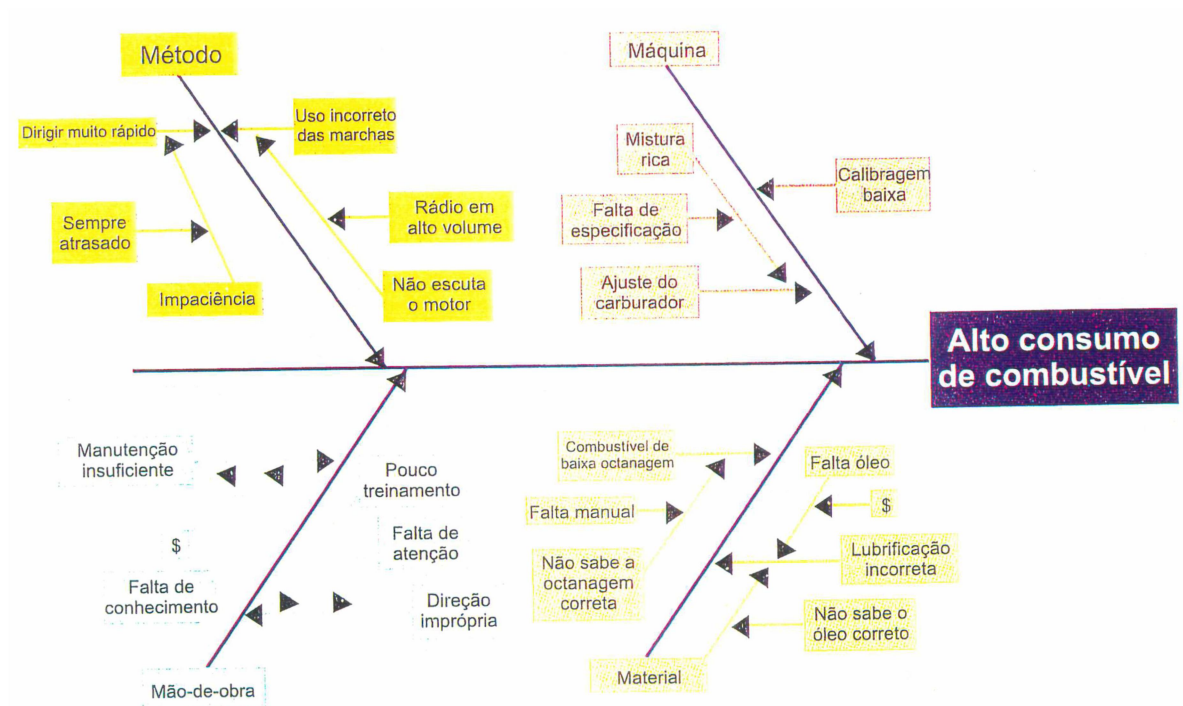 Método
Dirigir muito rápido
Uso incorreto
das marchas
Sempre
atrasado
Rádio em
alto volume
Impaciência
Não escuta
o motor
Máquina
Mistura
rica
Calibragem
baixa
Falta de
especificação
Ajuste do
carburador
Alto consumo
de combustível
Manutenção
insuficiente
Pouco
treinamento
$
Falta de
atenção
Falta de
conhecimento
Direção
imprópria
Mão-de-obra
Combustível de
baixa octanagem
Falta óleo
Falta manual
$
Não sabe a
octanagem
correta
Lubrificação
incorreta
Não sabe o
óleo correto
Material